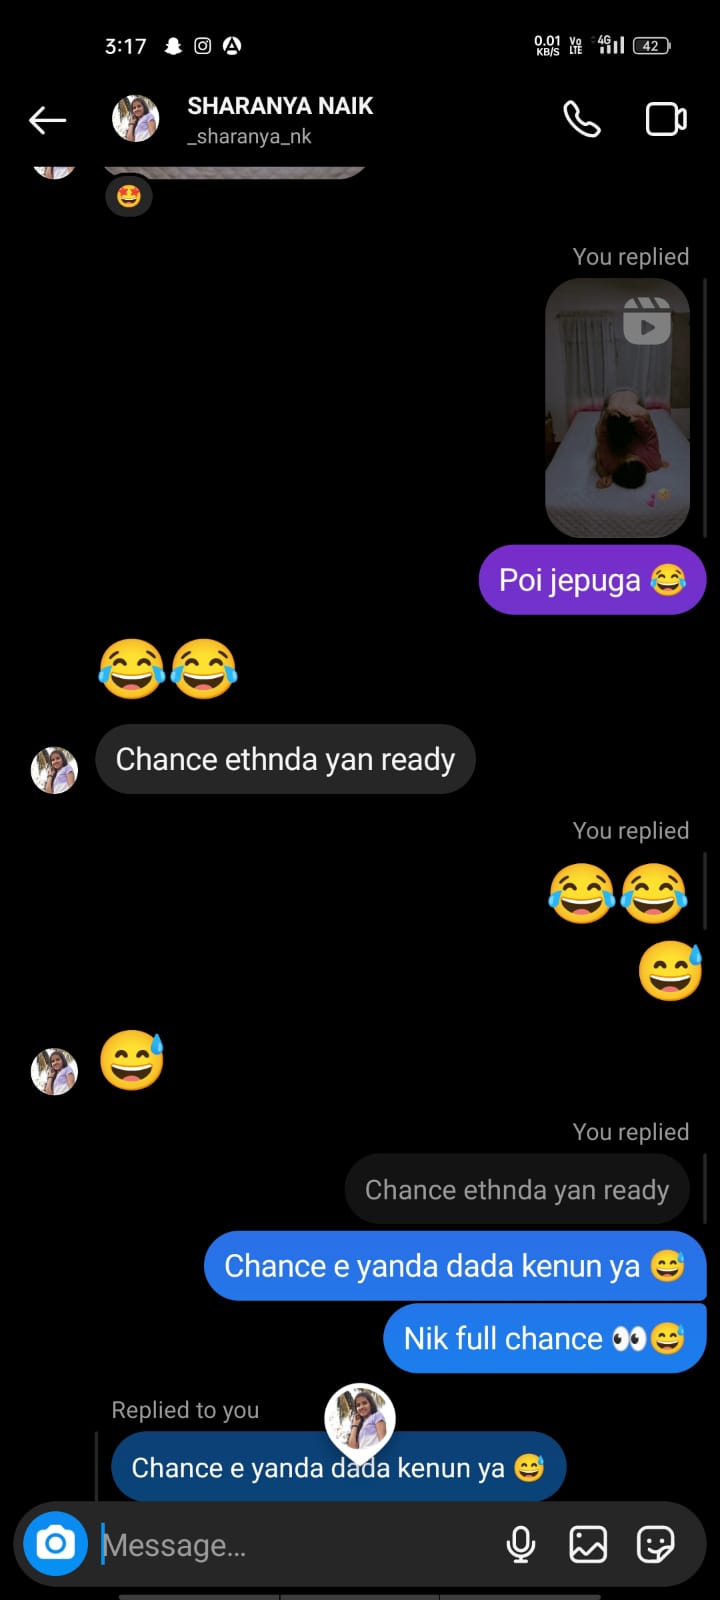 3:17
0.01 KB/S Vo LTE 4G 42
SHARANYA NAIK
_sharanya_nk
🤩
You replied
Poi jepuga 😂
😂😂
Chance ethnda yan ready
You replied
😂😂
😅
😅
You replied
Chance ethnda yan ready
Chance e yanda dada kenun ya 😅
Nik full chance 👀😅
Replied to you
Chance e yanda dada kenun ya 😅
Message...